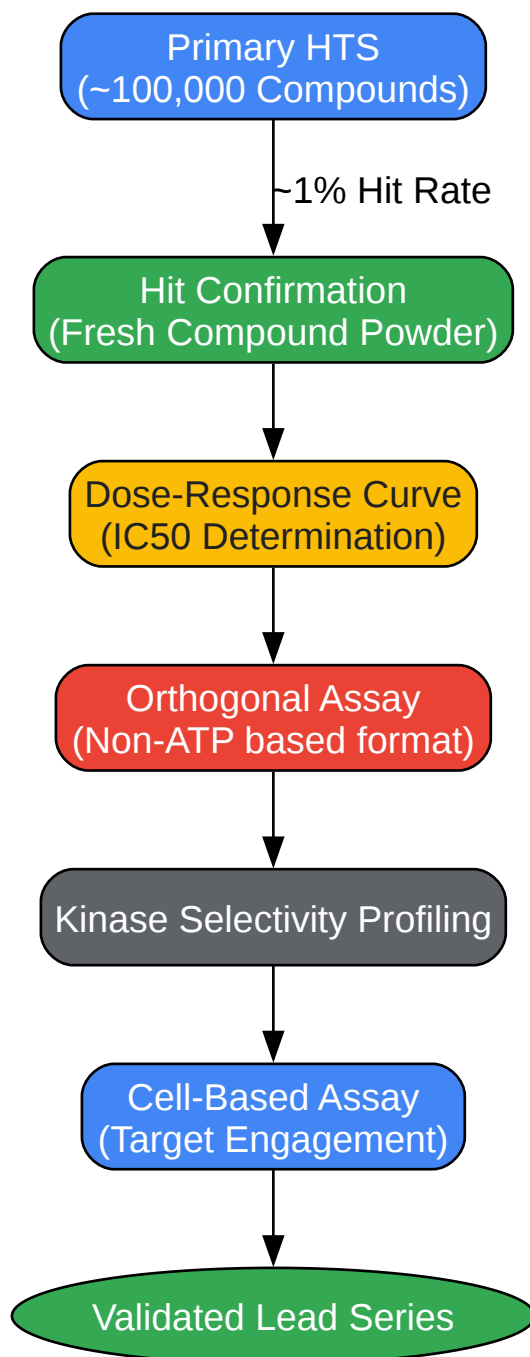 Primary HTS
(~100,000 Compounds)
~1% Hit Rate
Hit Confirmation
(Fresh Compound Powder)
Dose-Response Curve
(IC50 Determination)
Orthogonal Assay
(Non-ATP based format)
Kinase Selectivity Profiling
Cell-Based Assay
(Target Engagement)
Validated Lead Series